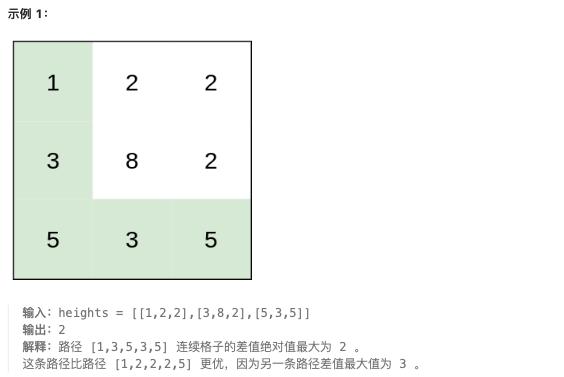 示例 1：
1 2 2
3 8 2
5 3 5
输入：heights = [[1,2,2],[3,8,2],[5,3,5]]
输出：2
解释：路径 [1,3,5,3,5] 连续格子的差值绝对值最大为 2 。
这条路径比路径 [1,2,2,2,5] 更优，因为另一条路径差值最大值为 3 。